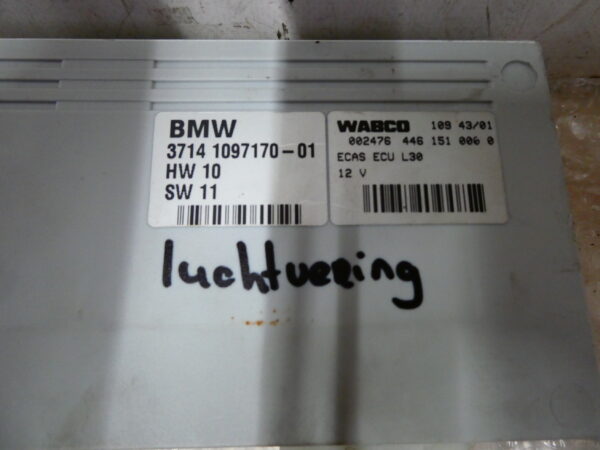 BMW
3714 1097170-01
HW 10
SW 11
WABCO 109 43/01
002476 446 151 006 0
ECAS ECU L30
12 V
luchtvering